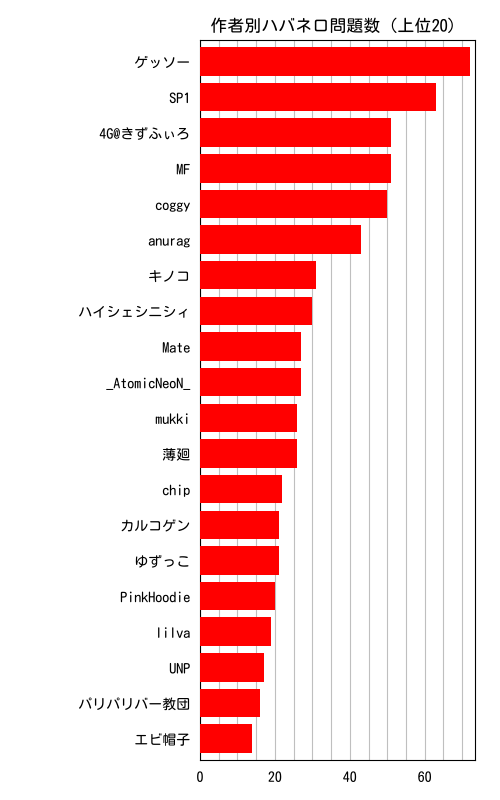 作者別ハバネロ問題数 (上位20)
ゲッソー
SP1
4G@きずふぃろ
MF
coggy
anurag
キノコ
ハイシェシニシィ
Mate
_AtomicNeoN_
mukki
薄廻
chip
カルコゲン
ゆずっこ
PinkHoodie
lilva
UNP
バリバリバー教団
エビ帽子
0 20 40 60